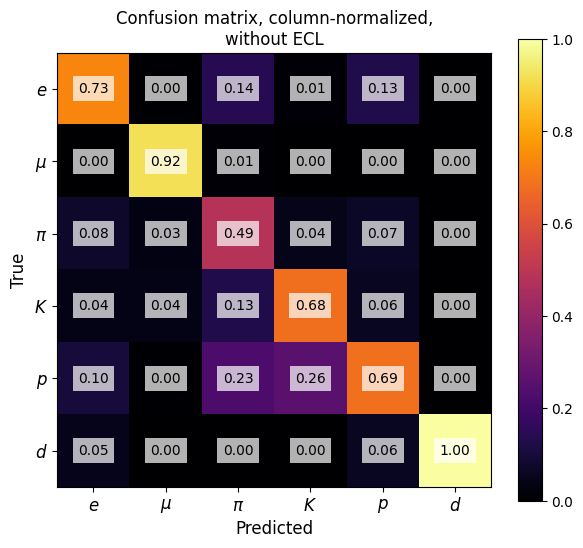 Confusion matrix, column-normalized,
without ECL
True
e 0.73 0.00 0.14 0.01 0.13 0.00
μ 0.00 0.92 0.01 0.00 0.00 0.00
π 0.08 0.03 0.49 0.04 0.07 0.00
K 0.04 0.04 0.13 0.68 0.06 0.00
p 0.10 0.00 0.23 0.26 0.69 0.00
d 0.05 0.00 0.00 0.00 0.06 1.00
e μ π K p d
Predicted
1.0
0.8
0.6
0.4
0.2
0.0